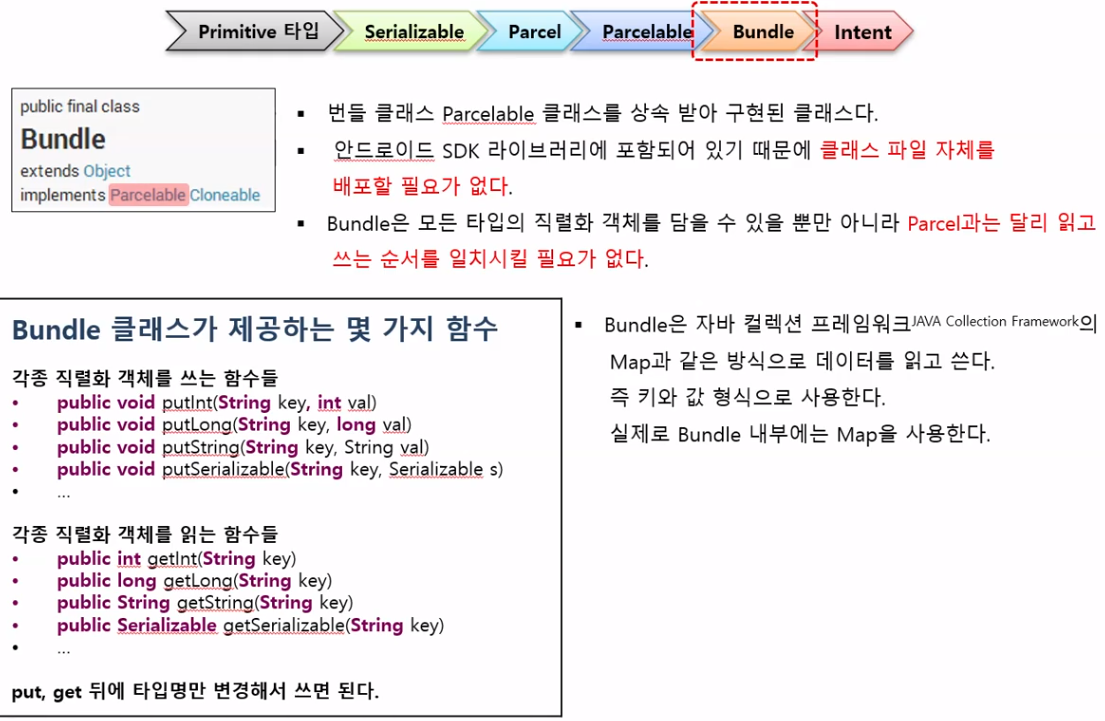 Primitive 타입 Serializable Parcel Parcelable Bundle Intent
public final class
Bundle
extends Object
implements Parcelable Cloneable
▪ 번들 클래스 Parcelable 클래스를 상속 받아 구현된 클래스다.
▪ 안드로이드 SDK 라이브러리에 포함되어 있기 때문에 클래스 파일 자체를
배포할 필요가 없다.
▪ Bundle은 모든 타입의 직렬화 객체를 담을 수 있을 뿐만 아니라 Parcel과는 달리 읽고
쓰는 순서를 일치시킬 필요가 없다.
Bundle 클래스가 제공하는 몇 가지 함수
각종 직렬화 객체를 쓰는 함수들
• public void putInt(String key, int val)
• public void putLong(String key, long val)
• public void putString(String key, String val)
• public void putSerializable(String key, Serializable s)
• ...
각종 직렬화 객체를 읽는 함수들
• public int getInt(String key)
• public long getLong(String key)
• public String getString(String key)
• public Serializable getSerializable(String key)
• ...
put, get 뒤에 타입명만 변경해서 쓰면 된다.
▪ Bundle은 자바 컬렉션 프레임워크JAVA Collection Framework의
Map과 같은 방식으로 데이터를 읽고 쓴다.
즉 키와 값 형식으로 사용한다.
실제로 Bundle 내부에는 Map을 사용한다.